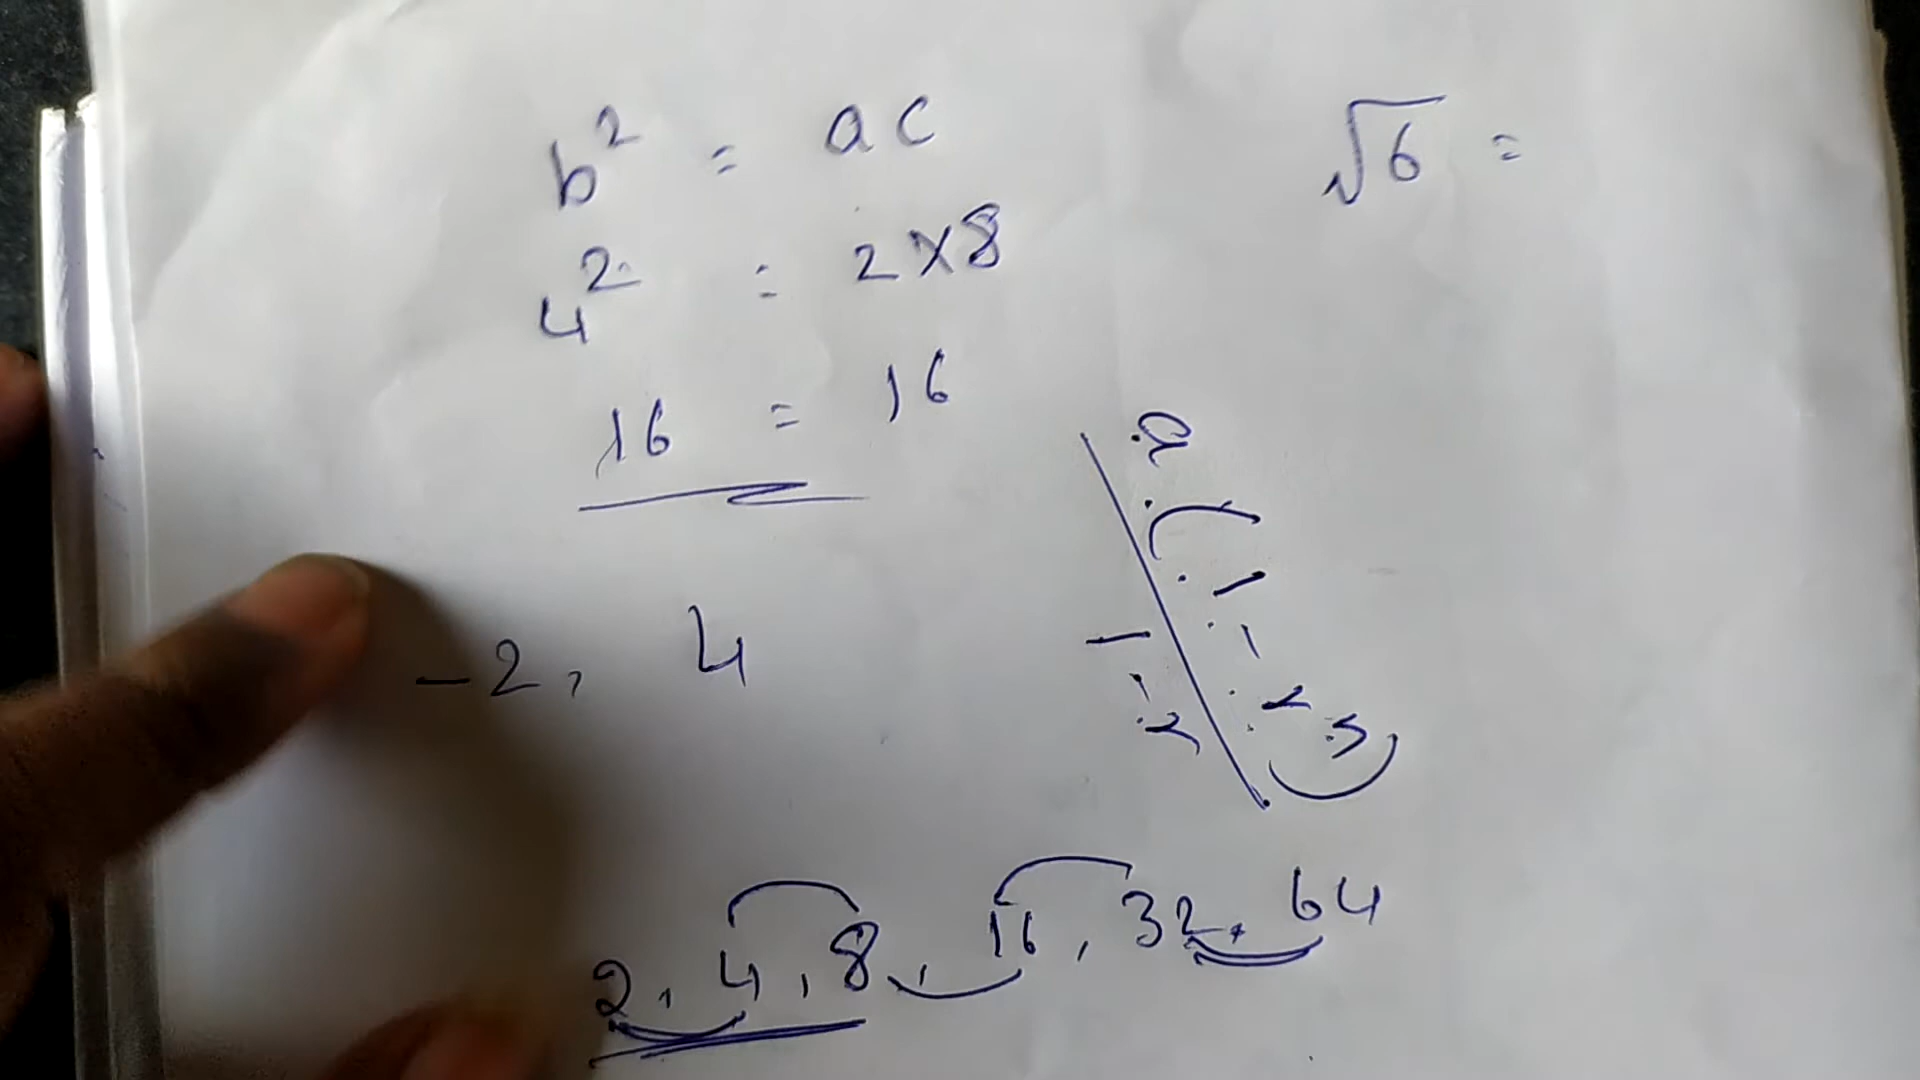 b² = ac
√6 =
4² = 2×8
16 = 16
-2, 4
2, 4, 8, 16, 32, 64